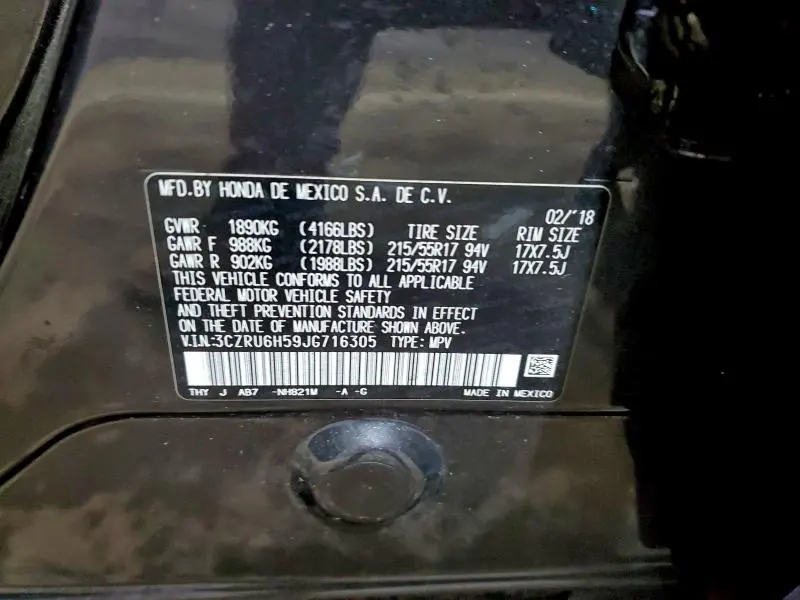 MFD.BY HONDA DE MEXICO S.A. DE C.V.
02/'18
GVWR 1890KG (4166LBS) TIRE SIZE RIM SIZE
GAWR F 988KG (2178LBS) 215/55R17 94V 17X7.5J
GAWR R 902KG (1988LBS) 215/55R17 94V 17X7.5J
THIS VEHICLE CONFORMS TO ALL APPLICABLE
FEDERAL MOTOR VEHICLE SAFETY
AND THEFT PREVENTION STANDARDS IN EFFECT
ON THE DATE OF MANUFACTURE SHOWN ABOVE.
V.I.N:3CZRU6H59JG716305 TYPE: MPV
THY J AB7 -NH821M -A -G MADE IN MEXICO